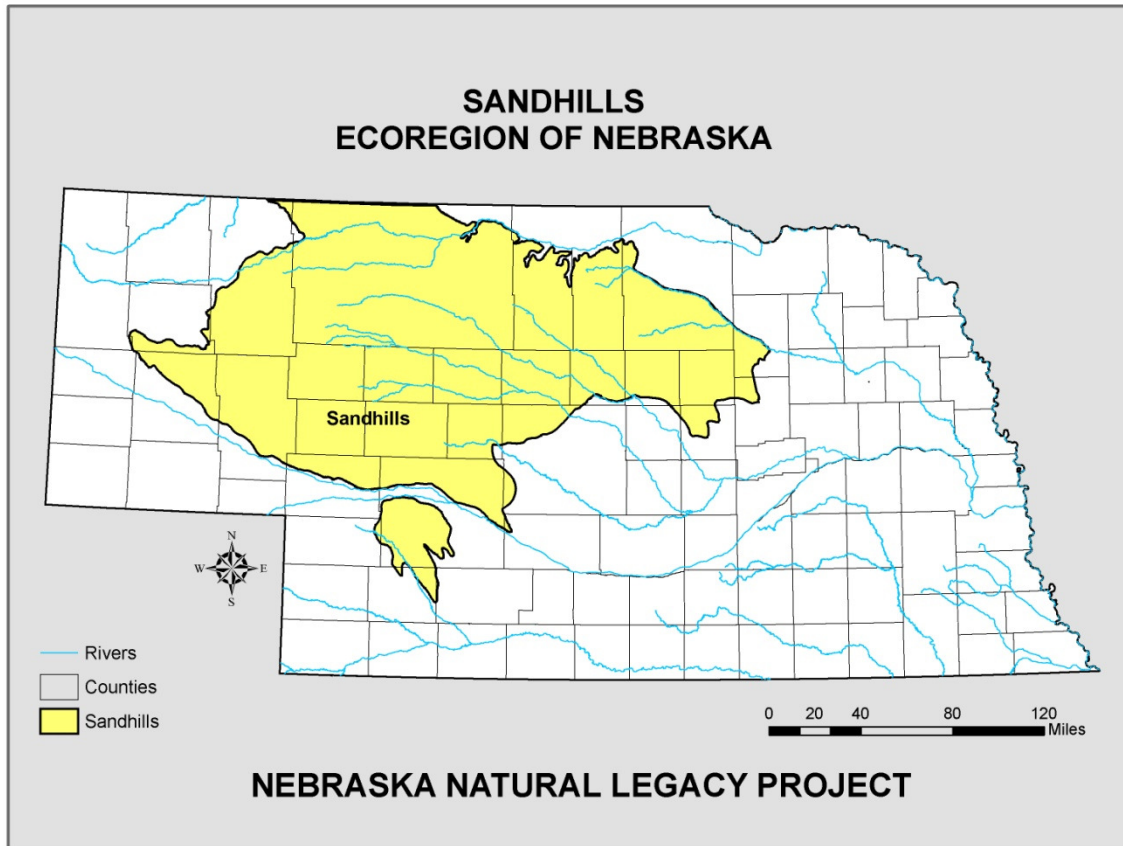 SANDHILLS
ECOREGION OF NEBRASKA
Sandhills
N
W E
S
Rivers
Counties
Sandhills
0 20 40 80 120
Miles
NEBRASKA NATURAL LEGACY PROJECT